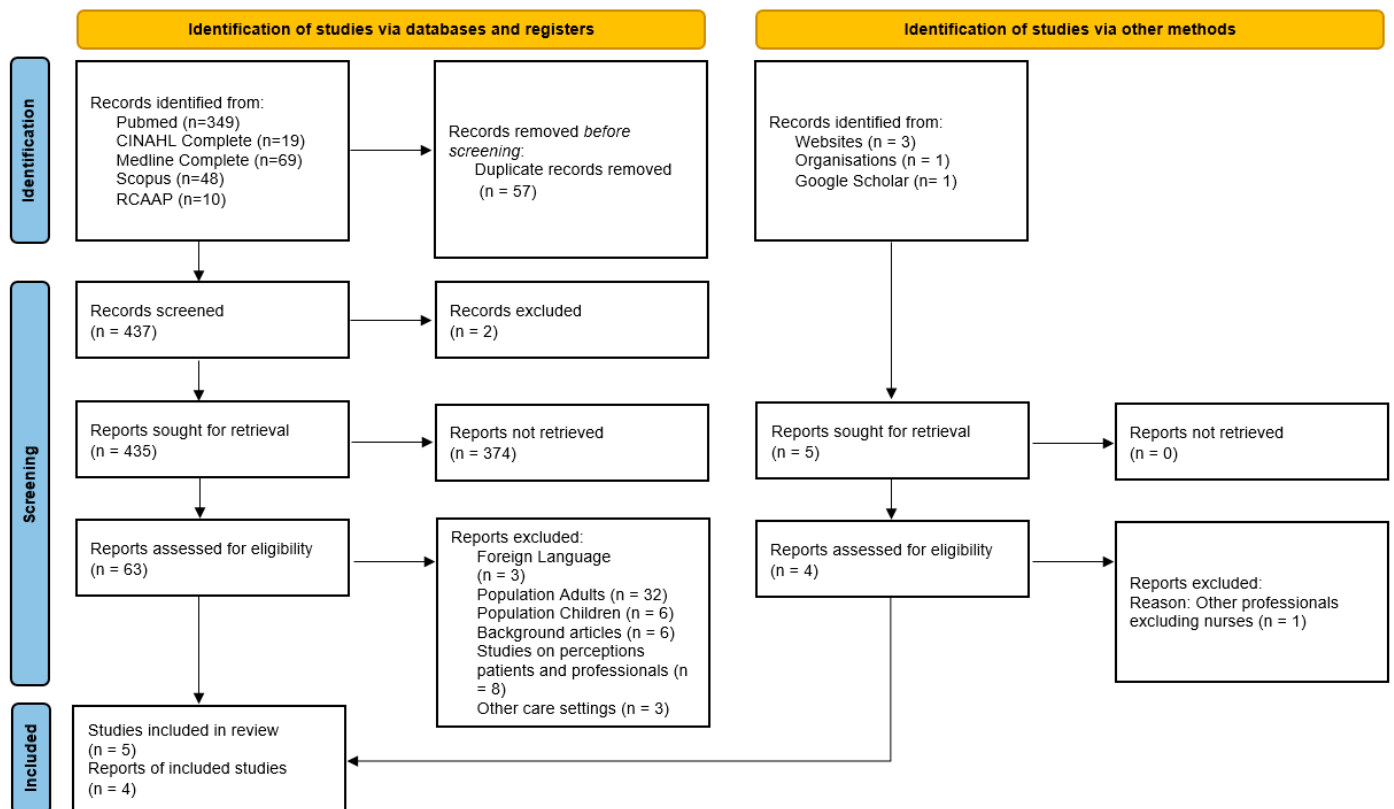 Identification of studies via databases and registers
Identification of studies via other methods
Identification
Records identified from:
Pubmed (n=349)
CINAHL Complete (n=19)
Medline Complete (n=69)
Scopus (n=48)
RCAAP (n=10)
Records removed before
screening:
Duplicate records removed
(n = 57)
Records identified from:
Websites (n = 3)
Organisations (n = 1)
Google Scholar (n= 1)
Screening
Records screened
(n = 437)
Records excluded
(n = 2)
Reports sought for retrieval
(n = 435)
Reports not retrieved
(n = 374)
Reports sought for retrieval
(n = 5)
Reports not retrieved
(n = 0)
Reports assessed for eligibility
(n = 63)
Reports excluded:
Foreign Language
(n = 3)
Population Adults (n = 32)
Population Children (n = 6)
Background articles (n = 6)
Studies on perceptions
patients and professionals (n
= 8)
Other care settings (n = 3)
Reports assessed for eligibility
(n = 4)
Reports excluded:
Reason: Other professionals
excluding nurses (n = 1)
Included
Studies included in review
(n = 5)
Reports of included studies
(n = 4)